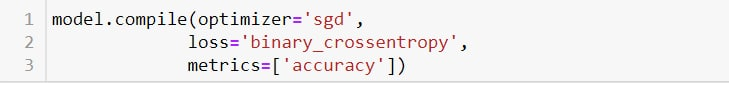 1 model.compile(optimizer='sgd',
2 loss='binary_crossentropy',
3 metrics=['accuracy'])